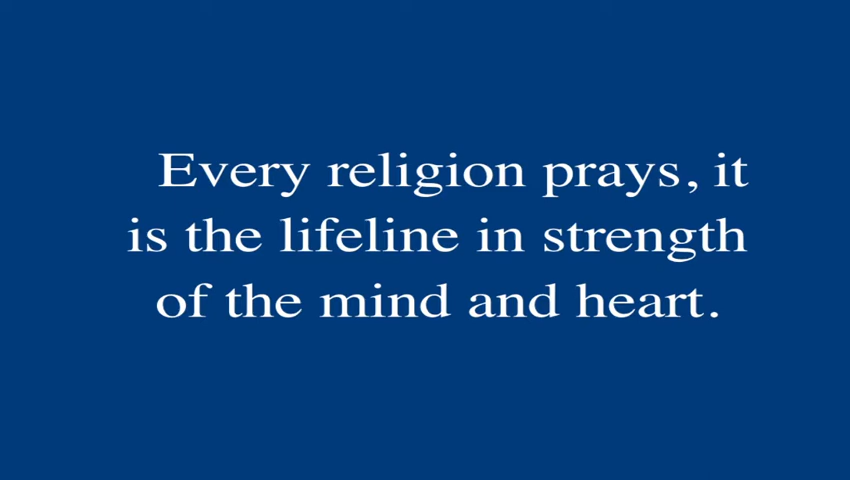 Every religion prays, it
is the lifeline in strength
of the mind and heart.